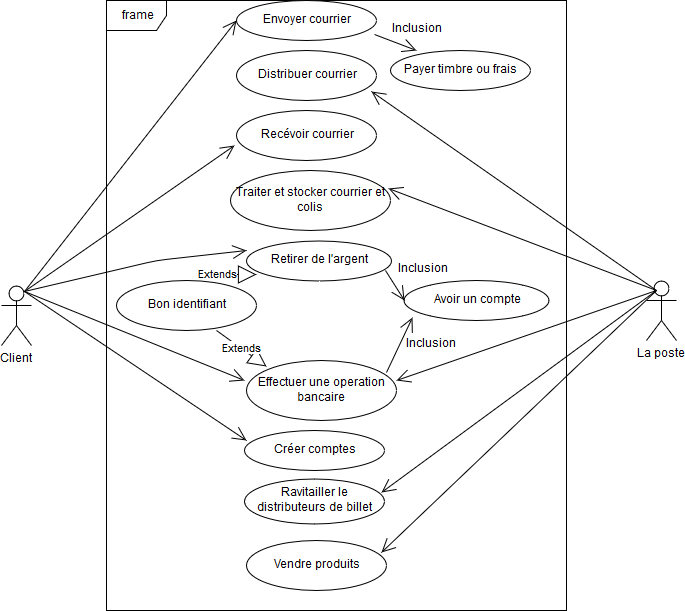 frame
Envoyer courrier
Inclusion
Payer timbre ou frais
Distribuer courrier
Recévoir courrier
Traiter et stocker courrier et
colis
Retirer de l'argent
Inclusion
Extends
Bon identifiant
Avoir un compte
Client
La poste
Extends
Inclusion
Effectuer une operation
bancaire
Créer comptes
Ravitailler le
distributeurs de billet
Vendre produits